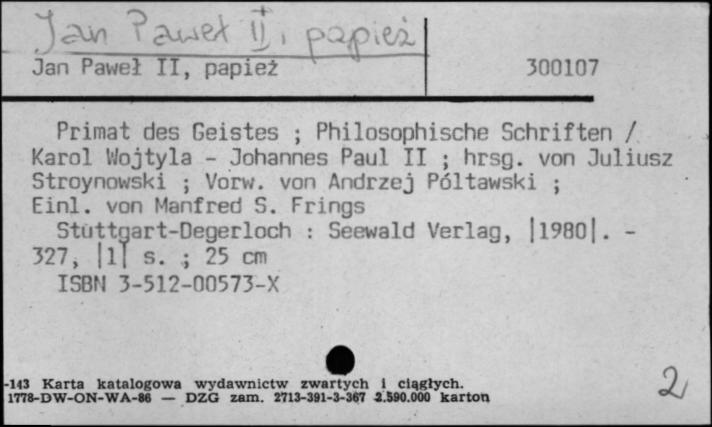 Jan Paweł II, papież
Jan Paweł II, papież 300107
Primat des Geistes ; Philosophische Schriften /
Karol Wojtyla - Johannes Paul II ; hrsg. von Juliusz
Stroynowski ; Vorw. von Andrzej Póltawski ;
Einl. von Manfred S. Frings
Stuttgart-Degerloch : Seewald Verlag, |1980|. -
327, |1| s. ; 25 cm
ISBN 3-512-00573-X
-143 Karta katalogowa wydawnictw zwartych i ciągłych.
1778-DW-ON-WA-86 — DZG zam. 2713-391-3-367 2.590.000 karton
2